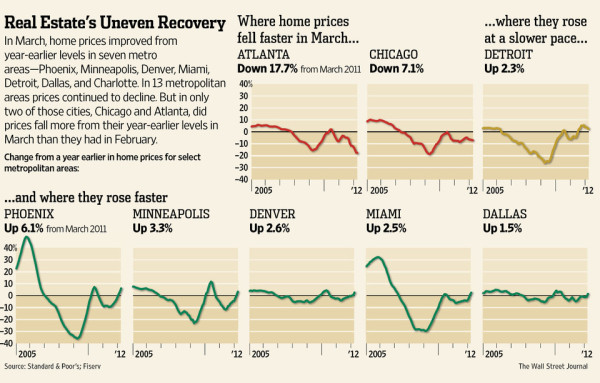 Real Estate's Uneven Recovery
In March, home prices improved from
year-earlier levels in seven metro
areas—Phoenix, Minneapolis, Denver, Miami,
Detroit, Dallas, and Charlotte. In 13 metropolitan
areas prices continued to decline. But in only
two of those cities, Chicago and Atlanta, did
prices fall more from their year-earlier levels in
March than they had in February.
Change from a year earlier in home prices for select
metropolitan areas:
Where home prices
fell faster in March...
ATLANTA
Down 17.7% from March 2011
40%
30
20
10
0
−10
−20
−30
−40
2005
'12
CHICAGO
Down 7.1%
2005
'12
...where they rose
at a slower pace...
DETROIT
Up 2.3%
2005
'12
...and where they rose faster
PHOENIX
Up 6.1% from March 2011
40%
30
20
10
0
−10
−20
−30
−40
2005
'12
MINNEAPOLIS
Up 3.3%
2005
'12
DENVER
Up 2.6%
2005
'12
MIAMI
Up 2.5%
2005
'12
DALLAS
Up 1.5%
2005
'12
Source: Standard & Poor's; Fiserv
The Wall Street Journal